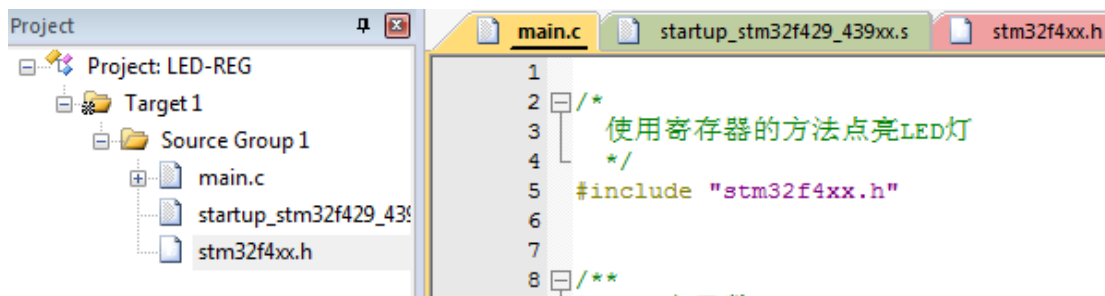 Project
Project: LED-REG
Target 1
Source Group 1
main.c
startup_stm32f429_439
stm32f4xx.h
main.c startup_stm32f429_439xx.s stm32f4xx.h
1
2 /*
3 使用寄存器的方法点亮LED灯
4 */
5 #include "stm32f4xx.h"
6
7
8 /**